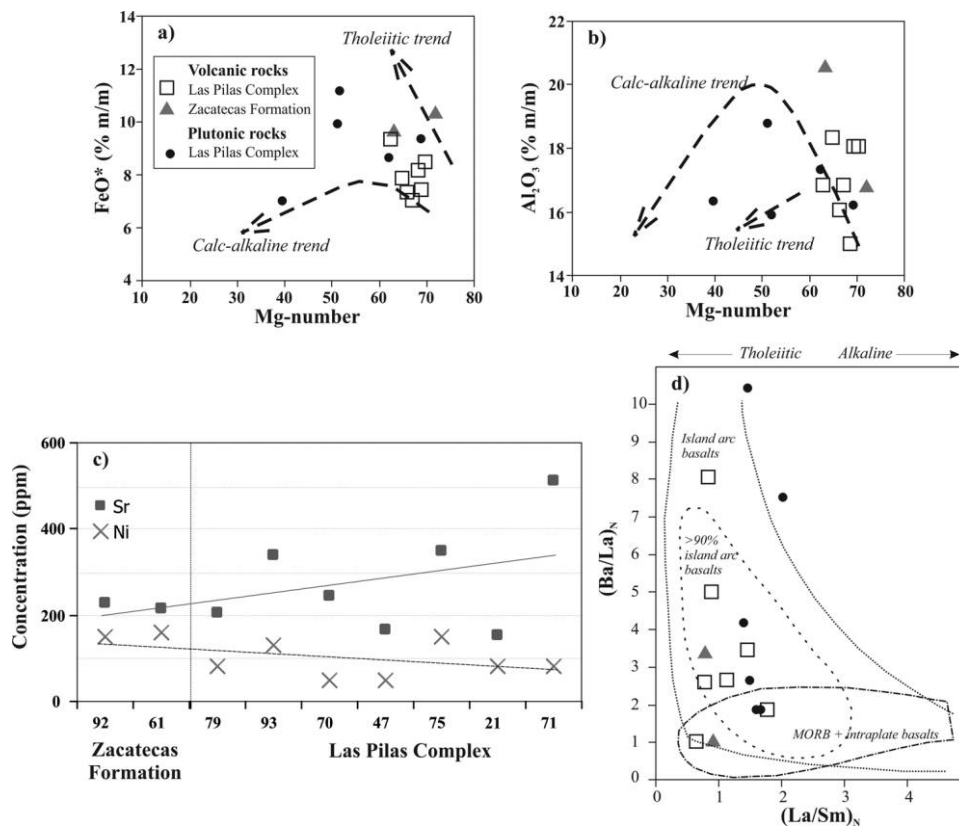 a)
Tholeiitic trend
Volcanic rocks
Las Pilas Complex
Zacatecas Formation
Plutonic rocks
Las Pilas Complex
Calc-alkaline trend
FeO* (% m/m)
14
12
10
8
6
4
10 20 30 40 50 60 70 80
Mg-number
b)
Calc-alkaline trend
Tholeiitic trend
Al₂O₃ (% m/m)
22
20
18
16
14
10 20 30 40 50 60 70 80
Mg-number
c)
Sr
Ni
Concentration (ppm)
600
400
200
0
92 61 79 93 70 47 75 21 71
Zacatecas
Formation
Las Pilas Complex
Tholeiitic Alkaline
d)
Island arc
basalts
>90%
island arc
basalts
MORB + intraplate basalts
(Ba/La)N
10
9
8
7
6
5
4
3
2
1
0
0 1 2 3 4
(La/Sm)N